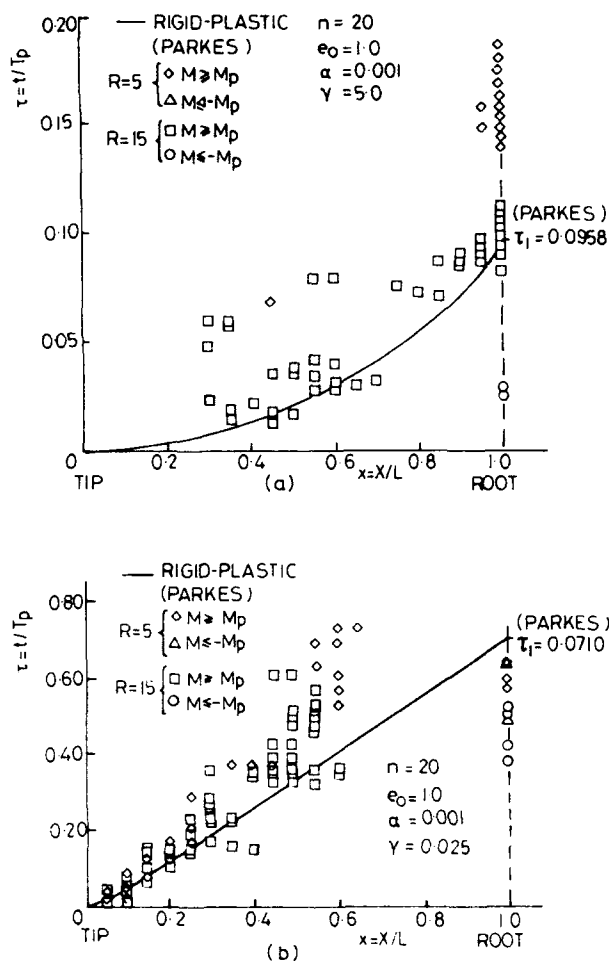 0·20
0·15
0·10
0·05
0
τ=t/Tp
— RIGID-PLASTIC
(PARKES)
R=5 { ◇ M⩾Mp
△ M⩽-Mp
R=15 { □ M⩾Mp
○ M⩽-Mp
n = 20
e₀=1·0
α =0·001
γ =5·0
(PARKES)
τ₁=0·0958
0 0·2 0·4 0·6 0·8 1·0
TIP (a) x=X/L ROOT
0·80
0·60
0·40
0·20
0
τ=t/Tp
— RIGID-PLASTIC
(PARKES)
R=5 { ◇ M⩾Mp
△ M⩽-Mp
R=15 { □ M⩾Mp
○ M⩽-Mp
(PARKES)
τ₁=0·0710
n = 20
e₀=1·0
α =0·001
γ =0·025
0 0·2 0·4 0·6 0·8 1·0
TIP (b) x=X/L ROOT